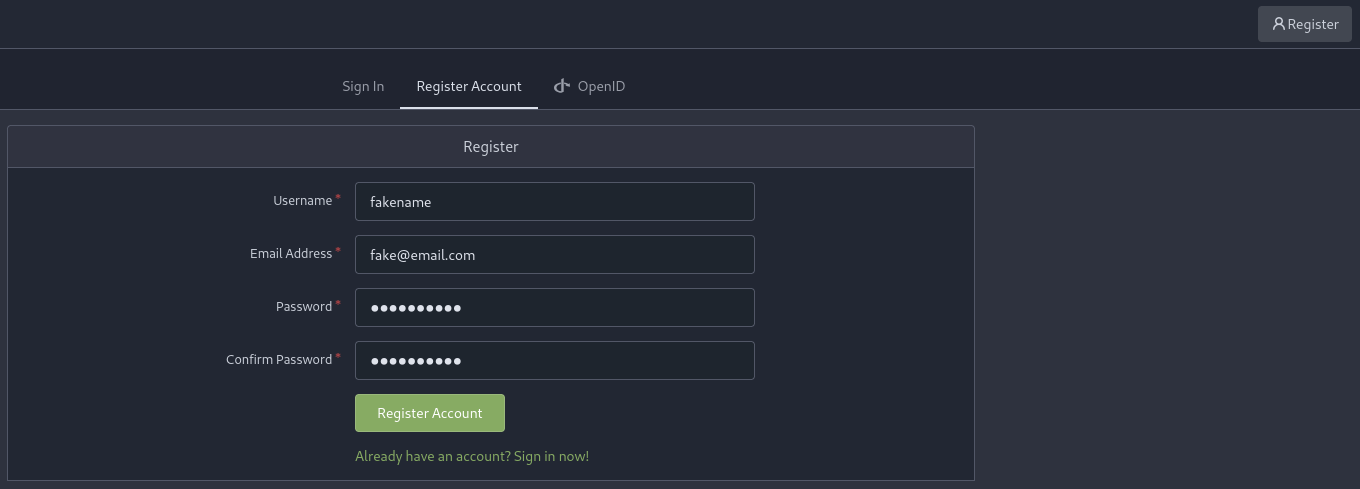 Register
Sign In Register Account OpenID
Register
Username * fakename
Email Address * fake@email.com
Password * ●●●●●●●●●●
Confirm Password * ●●●●●●●●●●
Register Account
Already have an account? Sign in now!